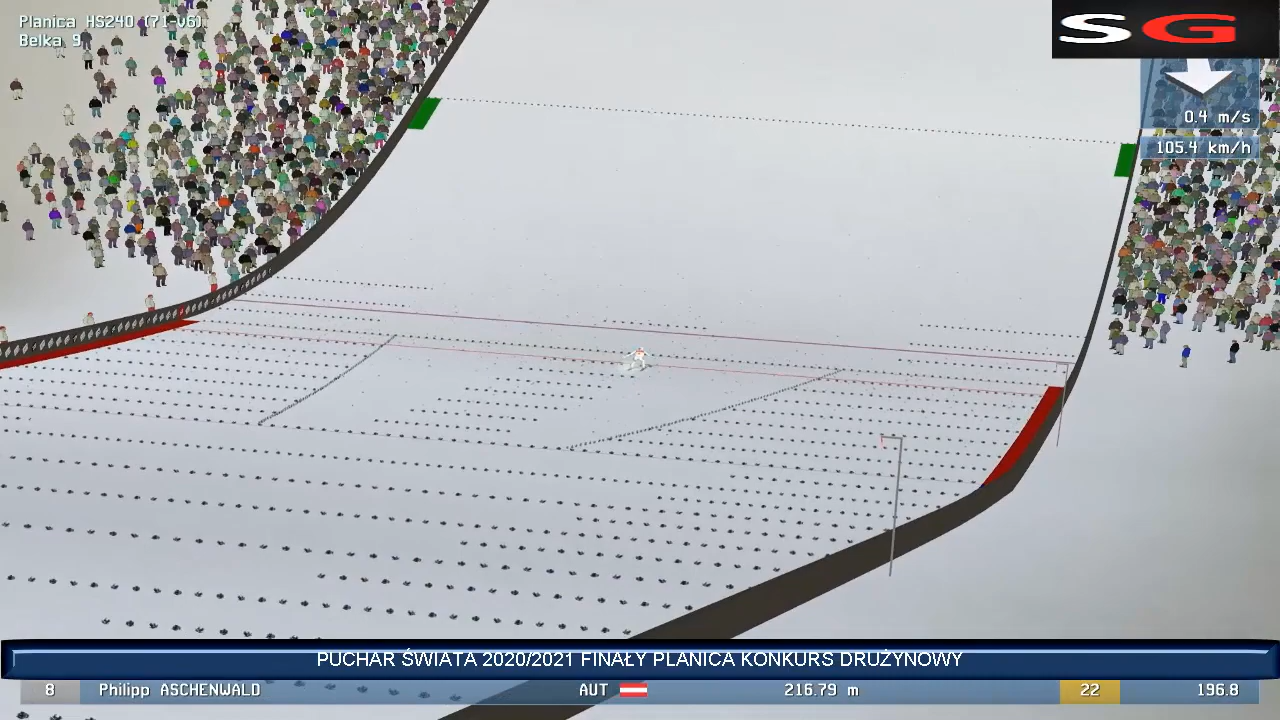 Planica HS240 (71-v6)
Belka 9
SG
0.4 m/s
105.4 km/h
PUCHAR ŚWIATA 2020/2021 FINAŁY PLANICA KONKURS DRUŻYNOWY
8 Philipp ASCHENWALD AUT 216.79 m 22 196.8